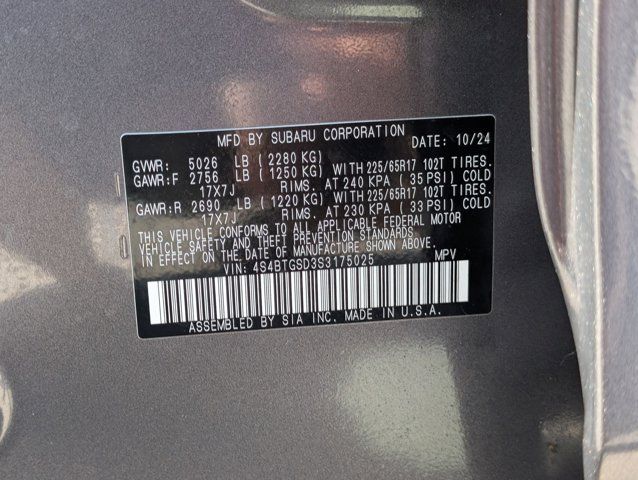 MFD BY SUBARU CORPORATION DATE: 10/24
GVWR: 5026 LB (2280 KG)
GAWR:F 2756 LB (1250 KG) WITH 225/65R17 102T TIRES.
17X7J RIMS. AT 240 KPA (35 PSI) COLD
GAWR:R 2690 LB (1220 KG) WITH 225/65R17 102T TIRES.
17X7J RIMS. AT 230 KPA (33 PSI) COLD
THIS VEHICLE CONFORMS TO ALL APPLICABLE FEDERAL MOTOR
VEHICLE SAFETY AND THEFT PREVENTION STANDARDS IN
EFFECT ON THE DATE OF MANUFACTURE SHOWN ABOVE.
VIN: 4S4BTGSD3S3175025 MPV
ASSEMBLED BY SIA INC. MADE IN U.S.A.